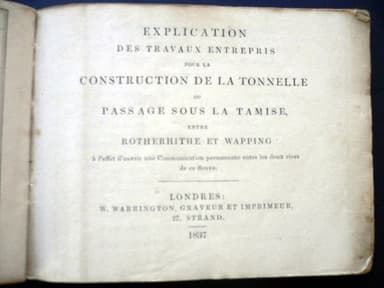 EXPLICATION
DES TRAVAUX ENTREPRIS
POUR LA
CONSTRUCTION DE LA TONNELLE
OU
PASSAGE SOUS LA TAMISE,
ENTRE
ROTHERHITHE ET WAPPING
à l'effet d'ouvrir une Communication permanente entre les deux rives
de ce fleuve.
LONDRES:
W. WARRINGTON, GRAVEUR ET IMPRIMEUR,
27, STRAND.
1837